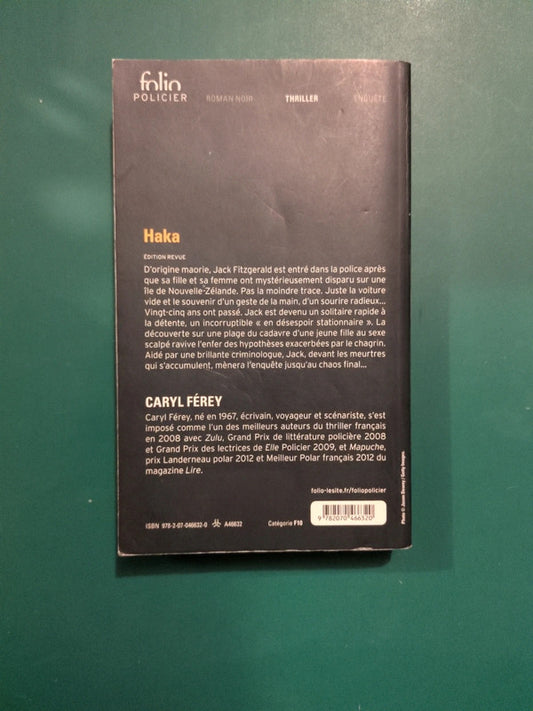 folio
POLICIER
ROMAN NOIR THRILLER ENQUÊTE
Haka
ÉDITION REVUE
D'origine maorie, Jack Fitzgerald est entré dans la police après
que sa fille et sa femme ont mystérieusement disparu sur une
île de Nouvelle-Zélande. Pas la moindre trace. Juste la voiture
vide et le souvenir d'un geste de la main, d'un sourire radieux...
Vingt-cinq ans ont passé. Jack est devenu un solitaire rapide à
la détente, un incorruptible « en désespoir stationnaire ». La
découverte sur une plage du cadavre d'une jeune fille au sexe
scalpé ravive l'enfer des hypothèses exacerbées par le chagrin.
Aidé par une brillante criminologue, Jack, devant les meurtres
qui s'accumulent, mènera l'enquête jusqu'au chaos final...
CARYL FÉREY
Caryl Férey, né en 1967, écrivain, voyageur et scénariste, s'est
imposé comme l'un des meilleurs auteurs du thriller français
en 2008 avec Zulu, Grand Prix de littérature policière 2008
et Grand Prix des lectrices de Elle Policier 2009, et Mapuche,
prix Landerneau polar 2012 et Meilleur Polar français 2012 du
magazine Lire.
folio-lesite.fr/foliopolicier
ISBN 978-2-07-046632-0 A46632 Catégorie F10
9 782070 466320